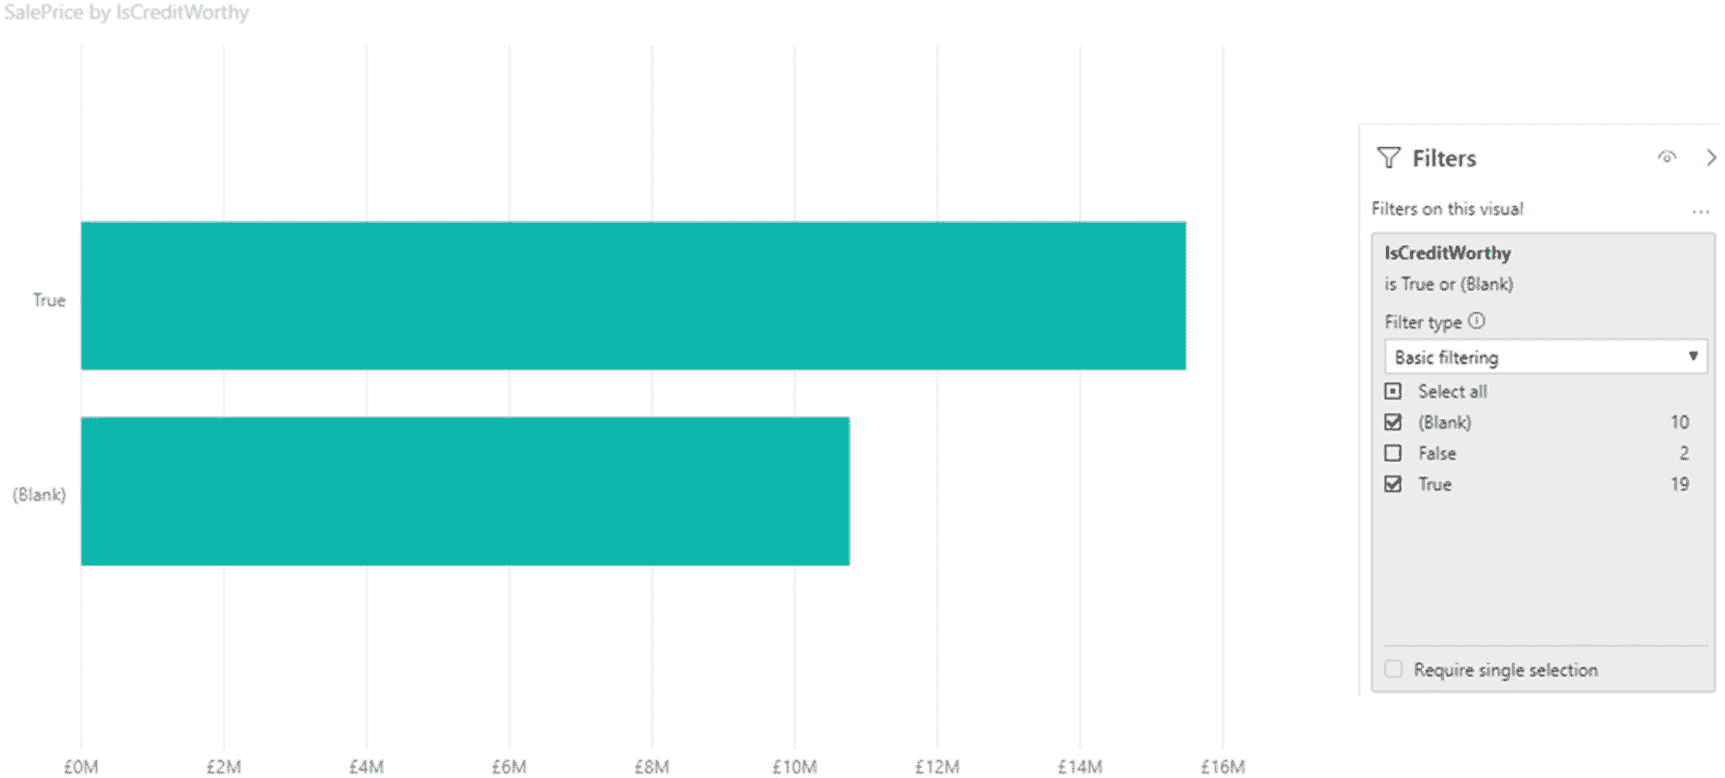 SalePrice by IsCreditWorthy
True
(Blank)
£0M £2M £4M £6M £8M £10M £12M £14M £16M
Filters
Filters on this visual ...
IsCreditWorthy
is True or (Blank)
Filter type
Basic filtering
Select all
(Blank) 10
False 2
True 19
Require single selection